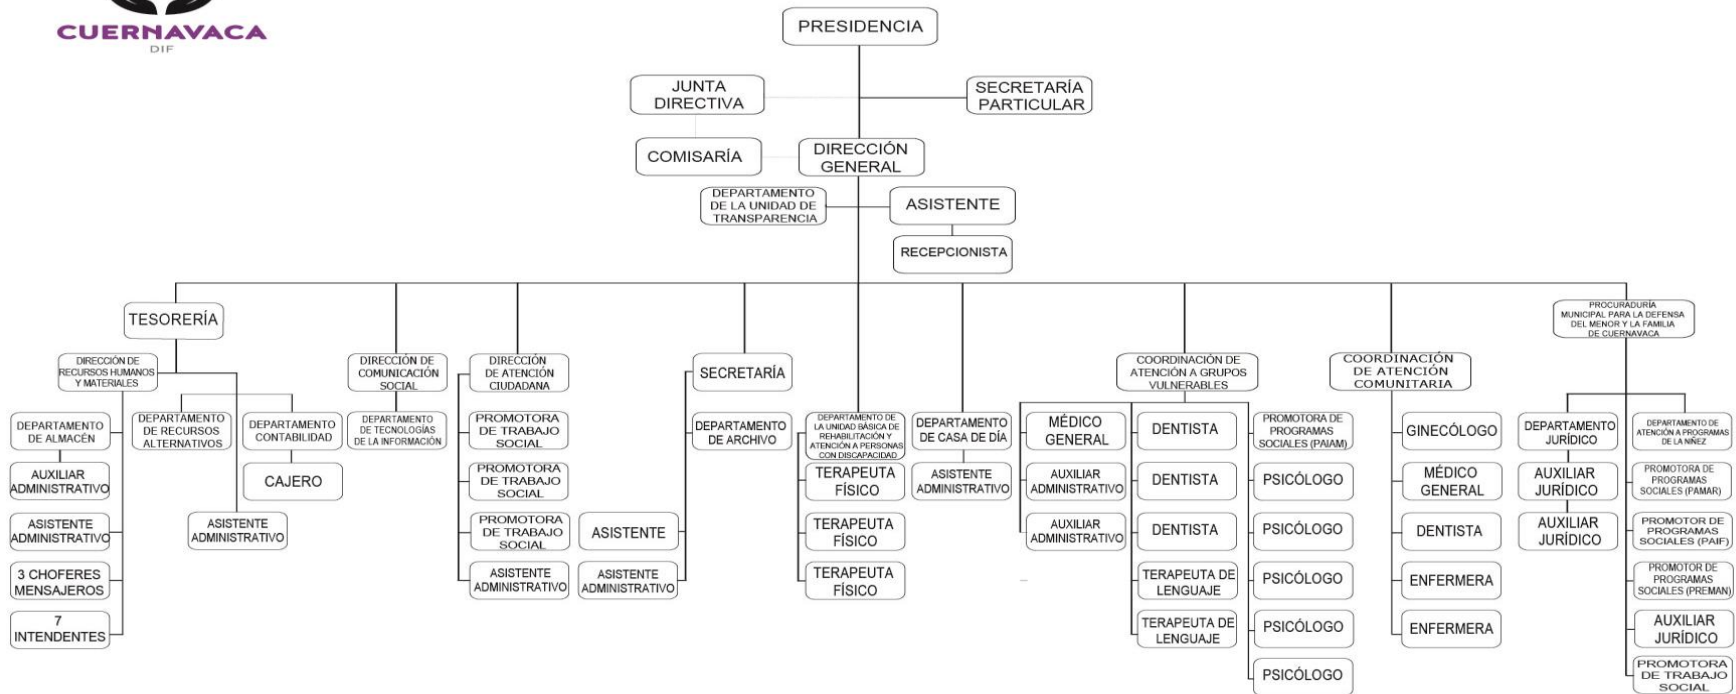 CUERNAVACA
DIF
PRESIDENCIA
JUNTA
DIRECTIVA
SECRETARÍA
PARTICULAR
COMISARÍA
DIRECCIÓN
GENERAL
DEPARTAMENTO
DE LA UNIDAD DE
TRANSPARENCIA
ASISTENTE
RECEPCIONISTA
TESORERÍA
DIRECCIÓN DE
RECURSOS HUMANOS
Y MATERIALES
DEPARTAMENTO
DE ALMACÉN
AUXILIAR
ADMINISTRATIVO
ASISTENTE
ADMINISTRATIVO
3 CHOFERES
MENSAJEROS
7
INTENDENTES
DEPARTAMENTO
DE RECURSOS
ALTERNATIVOS
DEPARTAMENTO
CONTABILIDAD
CAJERO
ASISTENTE
ADMINISTRATIVO
DIRECCIÓN DE
COMUNICACIÓN
SOCIAL
DEPARTAMENTO
DE TECNOLOGÍAS
DE LA INFORMACIÓN
DIRECCIÓN
DE ATENCIÓN
CIUDADANA
PROMOTORA
DE TRABAJO
SOCIAL
PROMOTORA
DE TRABAJO
SOCIAL
PROMOTORA
DE TRABAJO
SOCIAL
ASISTENTE
ADMINISTRATIVO
SECRETARÍA
DEPARTAMENTO
DE ARCHIVO
ASISTENTE
ASISTENTE
ADMINISTRATIVO
DEPARTAMENTO DE
LA UNIDAD BÁSICA DE
REHABILITACIÓN Y
ATENCIÓN A PERSONAS
CON DISCAPACIDAD
TERAPEUTA
FÍSICO
TERAPEUTA
FÍSICO
TERAPEUTA
FÍSICO
DEPARTAMENTO
DE CASA DE DÍA
ASISTENTE
ADMINISTRATIVO
COORDINACIÓN DE
ATENCIÓN A GRUPOS
VULNERABLES
MÉDICO
GENERAL
AUXILIAR
ADMINISTRATIVO
AUXILIAR
ADMINISTRATIVO
DENTISTA
DENTISTA
DENTISTA
TERAPEUTA DE
LENGUAJE
TERAPEUTA DE
LENGUAJE
PROMOTORA DE
PROGRAMAS
SOCIALES (PAIAM)
PSICÓLOGO
PSICÓLOGO
PSICÓLOGO
PSICÓLOGO
PSICÓLOGO
COORDINACIÓN
DE ATENCIÓN
COMUNITARIA
GINECÓLOGO
MÉDICO
GENERAL
DENTISTA
ENFERMERA
ENFERMERA
PROCURADURÍA
MUNICIPAL PARA LA DEFENSA
DEL MENOR Y LA FAMILIA
DE CUERNAVACA
DEPARTAMENTO
JURÍDICO
AUXILIAR
JURÍDICO
AUXILIAR
JURÍDICO
DEPARTAMENTO DE
ATENCIÓN A PROGRAMAS
DE LA NIÑEZ
PROMOTORA DE
PROGRAMAS
SOCIALES (PAMAR)
PROMOTOR DE
PROGRAMAS
SOCIALES (PAIF)
PROMOTOR DE
PROGRAMAS
SOCIALES (PREMAN)
AUXILIAR
JURÍDICO
PROMOTORA
DE TRABAJO
SOCIAL